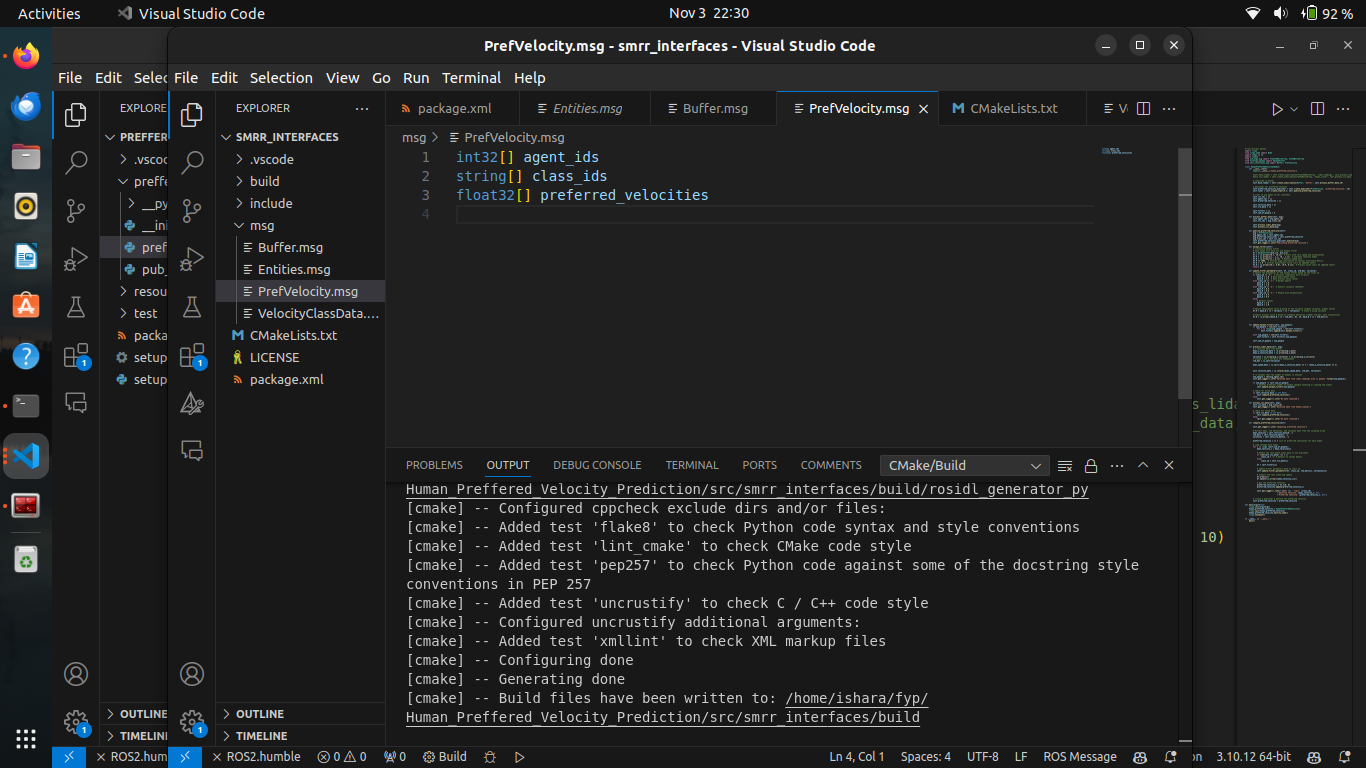 Activities
Visual Studio Code
Nov 3 22:30
92 %
PrefVelocity.msg - smrr_interfaces - Visual Studio Code
File Edit Selec
File Edit Selection View Go Run Terminal Help
EXPLORE
PREFFER
.vscod
preffe
__py
__ini
pref
pub_
resou
test
packa
setup
setup
OUTLINE
TIMELIN
EXPLORER
SMRR_INTERFACES
.vscode
build
include
msg
Buffer.msg
Entities.msg
PrefVelocity.msg
VelocityClassData....
CMakeLists.txt
LICENSE
package.xml
OUTLINE
TIMELINE
package.xml
Entities.msg
Buffer.msg
PrefVelocity.msg
CMakeLists.txt
msg > PrefVelocity.msg
1 int32[] agent_ids
2 string[] class_ids
3 float32[] preferred_velocities
4
s_lida
_data
10)
PROBLEMS OUTPUT DEBUG CONSOLE TERMINAL PORTS COMMENTS CMake/Build
Human_Preffered_Velocity_Prediction/src/smrr_interfaces/build/rosidl_generator_py
[cmake] -- Configured cppcheck exclude dirs and/or files:
[cmake] -- Added test 'flake8' to check Python code syntax and style conventions
[cmake] -- Added test 'lint_cmake' to check CMake code style
[cmake] -- Added test 'pep257' to check Python code against some of the docstring style
conventions in PEP 257
[cmake] -- Added test 'uncrustify' to check C / C++ code style
[cmake] -- Configured uncrustify additional arguments:
[cmake] -- Added test 'xmllint' to check XML markup files
[cmake] -- Configuring done
[cmake] -- Generating done
[cmake] -- Build files have been written to: /home/ishara/fyp/
Human_Preffered_Velocity_Prediction/src/smrr_interfaces/build
ROS2.hum
ROS2.humble 0 0 0 Build
Ln 4, Col 1 Spaces: 4 UTF-8 LF ROS Message
on 3.10.12 64-bit